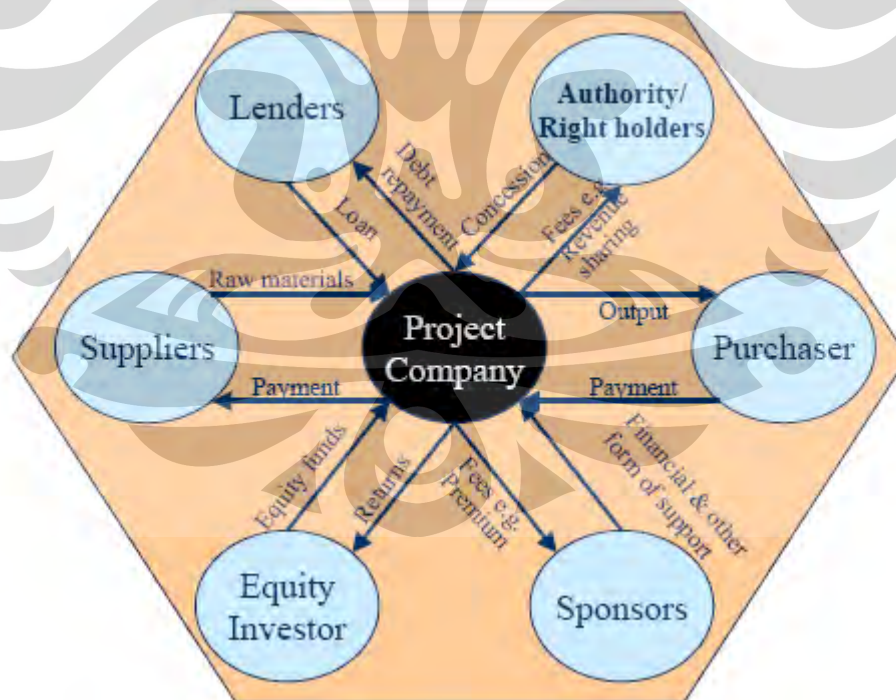 Lenders
Authority/
Right holders
Debt
repayment
Loan
Concession
Fees e.g.
Revenue
sharing
Raw materials
Output
Suppliers
Project
Company
Purchaser
Payment
Payment
Equity funds
Returns
Fees e.g.
Premium
Financial & other
form of support
Equity
Investor
Sponsors